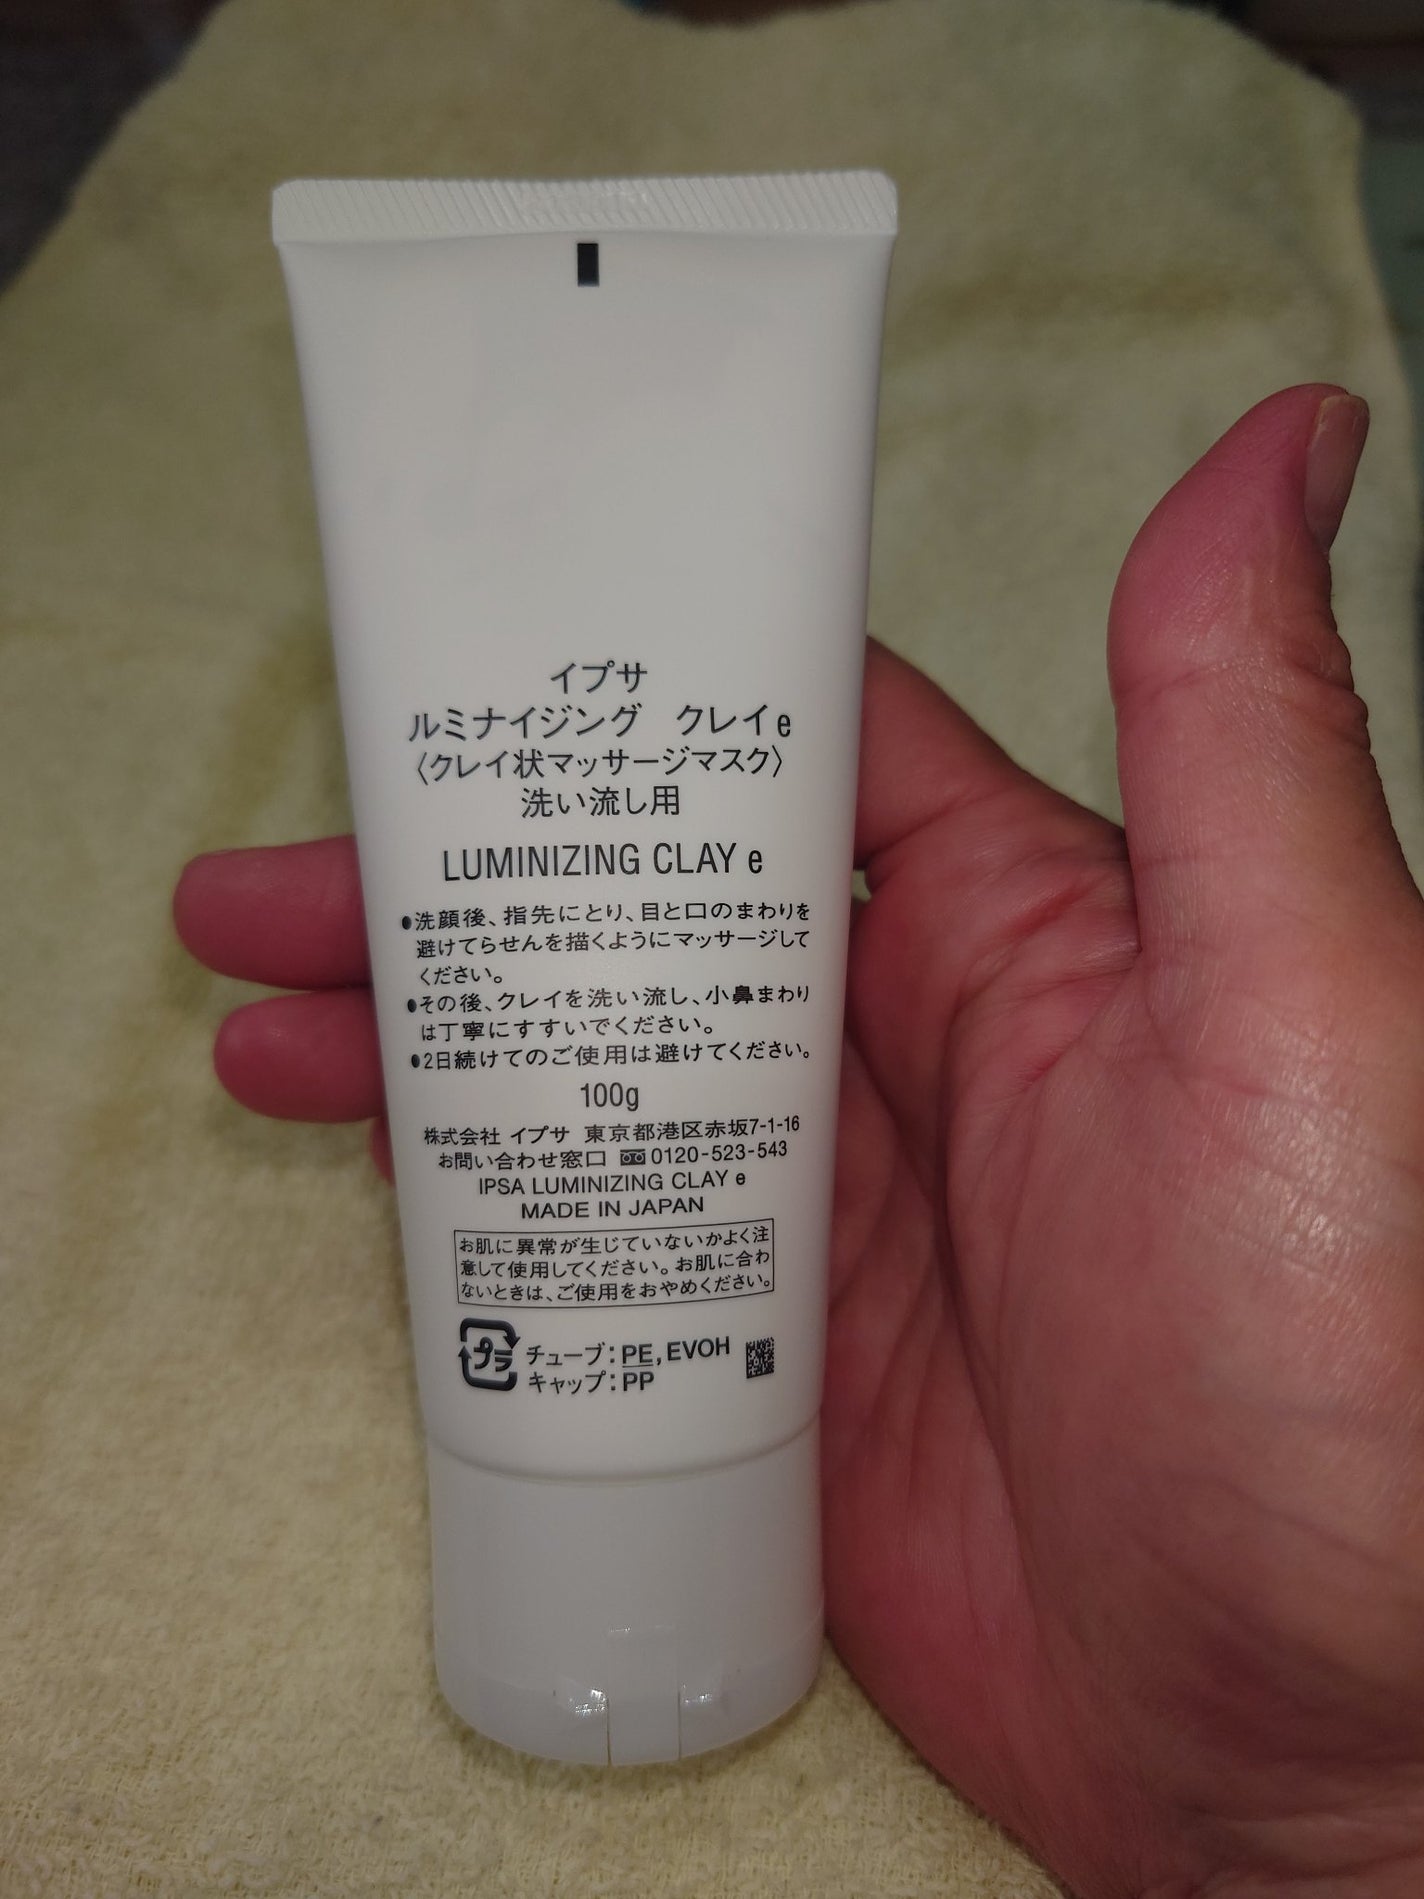 イプサ
ルミナイジング　クレイe
〈クレイ状マッサージマスク〉
洗い流し用
LUMINIZING CLAY e
●洗顔後、指先にとり、目と口のまわりを
避けてらせんを描くようにマッサージして
ください。
●その後、クレイを洗い流し、小鼻まわり
は丁寧にすすいでください。
●2日続けてのご使用は避けてください。
100g
株式会社 イプサ 東京都港区赤坂7-1-16
お問い合わせ窓口 0120-523-543
IPSA LUMINIZING CLAY e
MADE IN JAPAN
お肌に異常が生じていないかよく注
意して使用してください。お肌に合わ
ないときは、ご使用をおやめください。
プラ チューブ：PE, EVOH
キャップ：PP